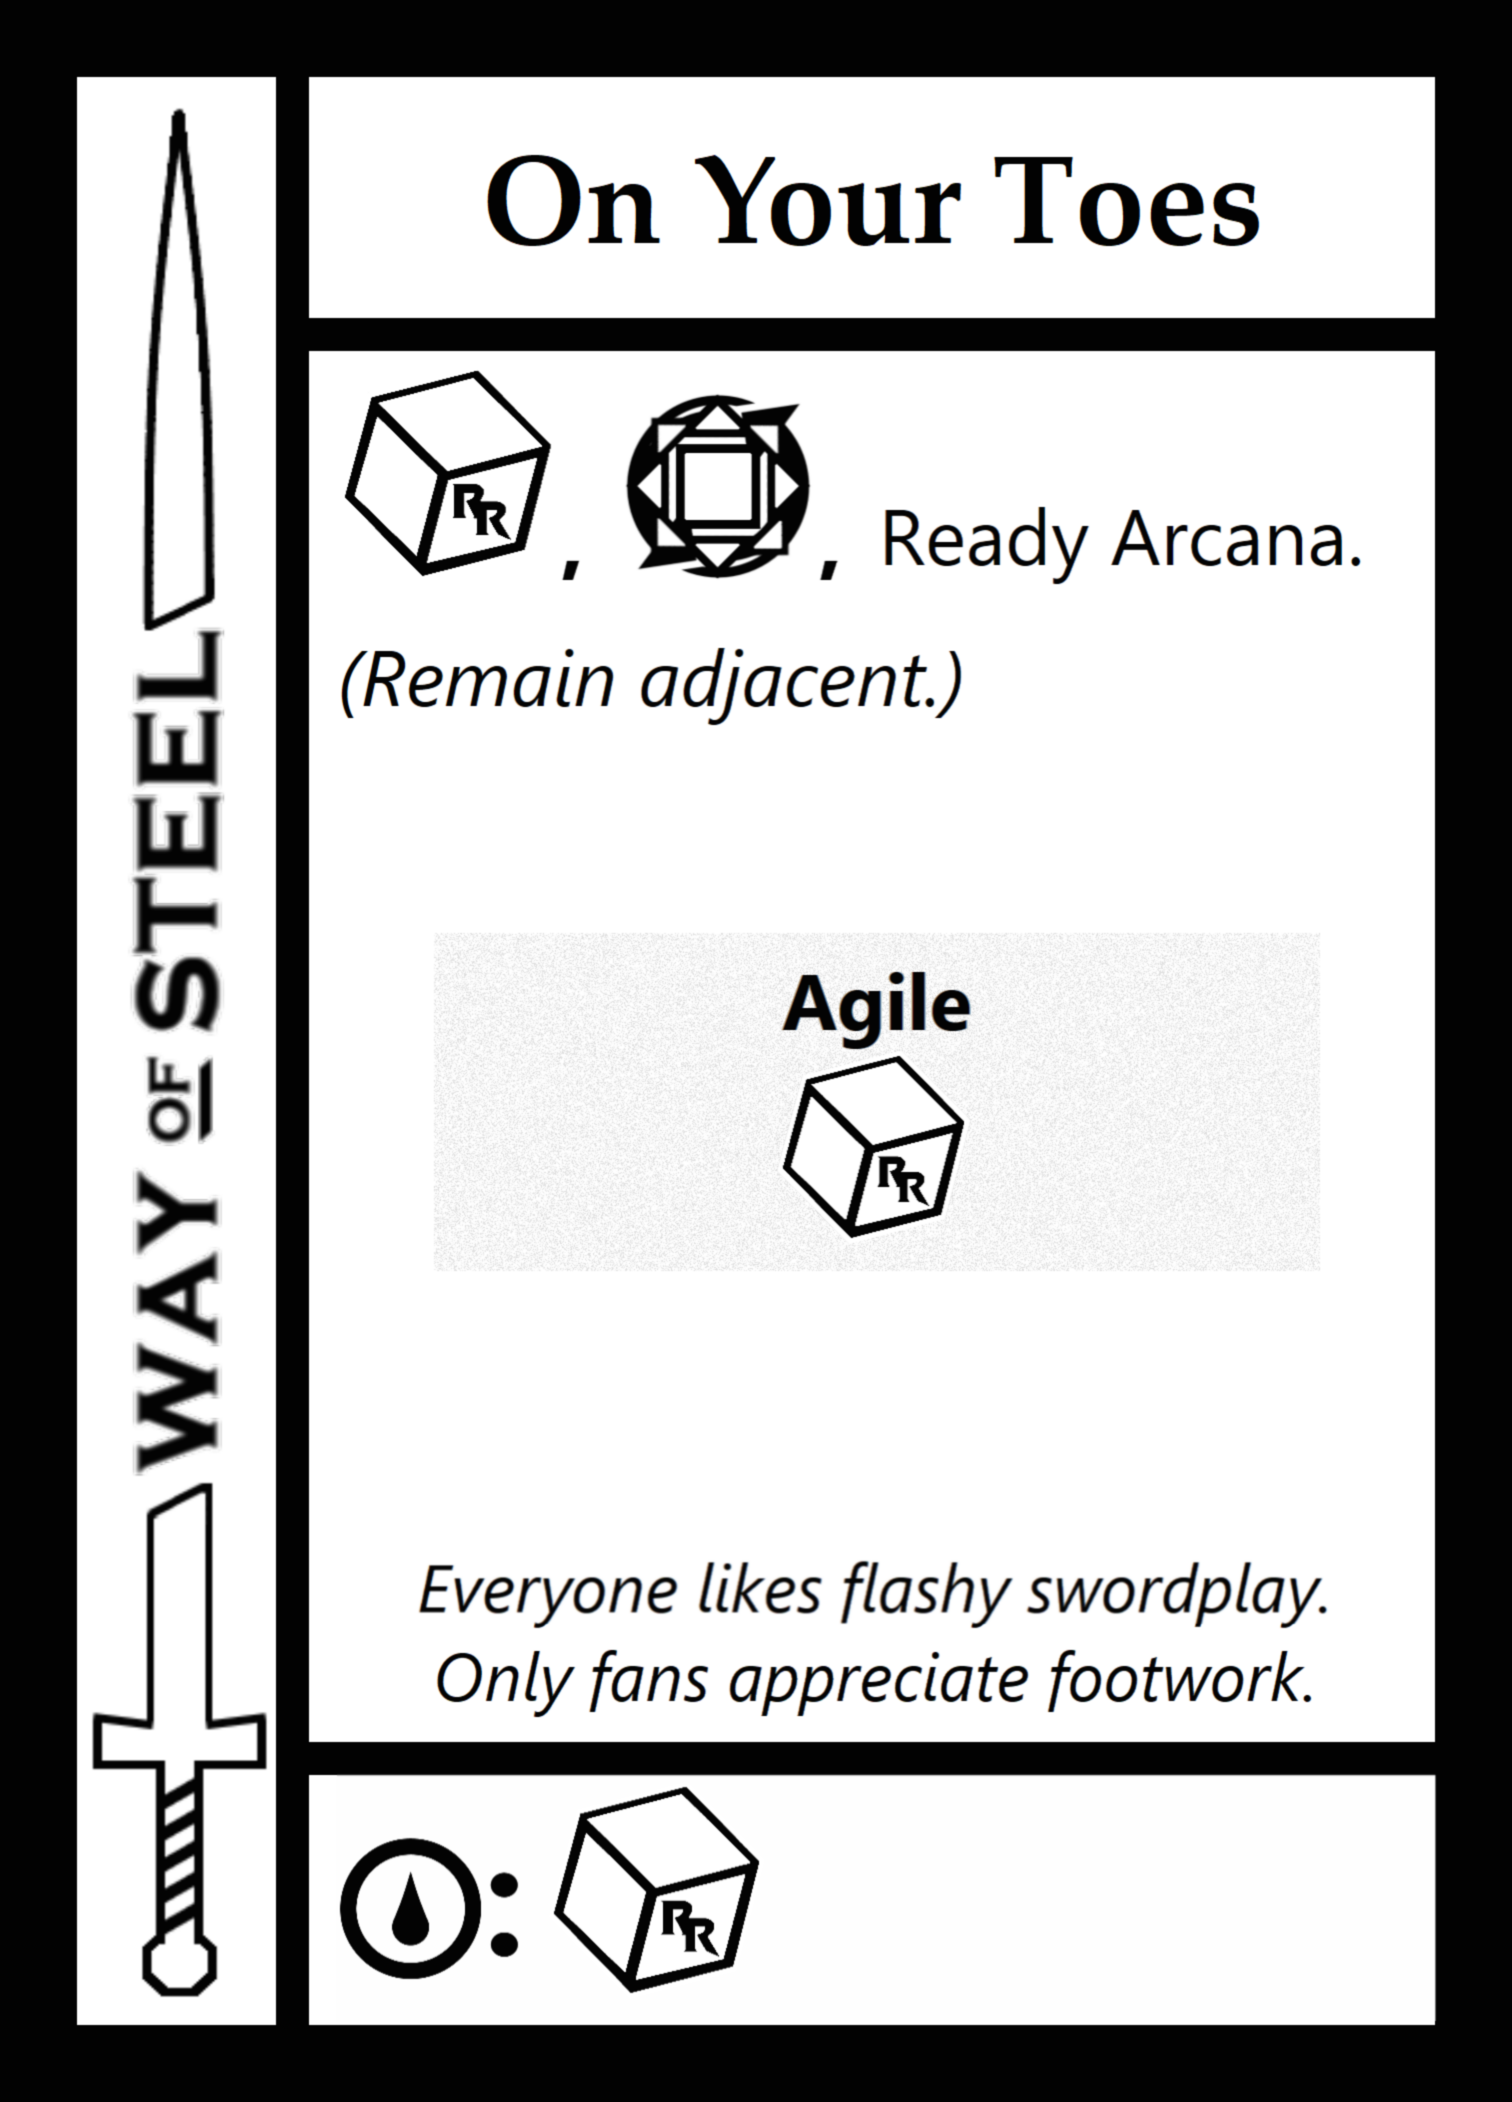 WAY OF STEEL
On Your Toes
RR , , Ready Arcana.
(Remain adjacent.)
Agile
RR
Everyone likes flashy swordplay.
Only fans appreciate footwork.
: RR